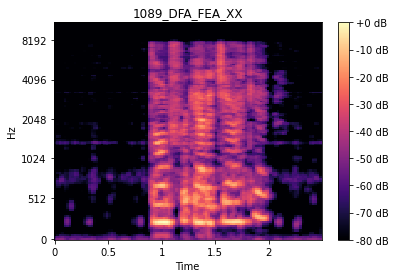 1089_DFA_FEA_XX
+0 dB
8192
-10 dB
4096
-20 dB
-30 dB
2048
Hz
-40 dB
1024
-50 dB
512
-60 dB
-70 dB
0
-80 dB
0 0.5 1 1.5 2
Time